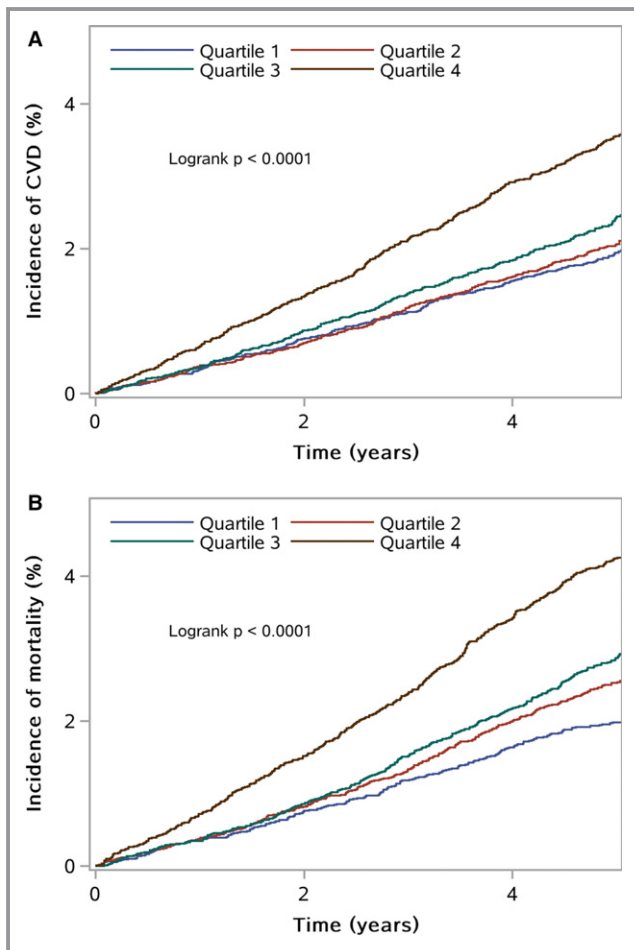 A
Quartile 1 Quartile 2
Quartile 3 Quartile 4
4
Logrank p < 0.0001
Incidence of CVD (%)
2
0
0 2 4
Time (years)
B
Quartile 1 Quartile 2
Quartile 3 Quartile 4
4
Logrank p < 0.0001
Incidence of mortality (%)
2
0
0 2 4
Time (years)